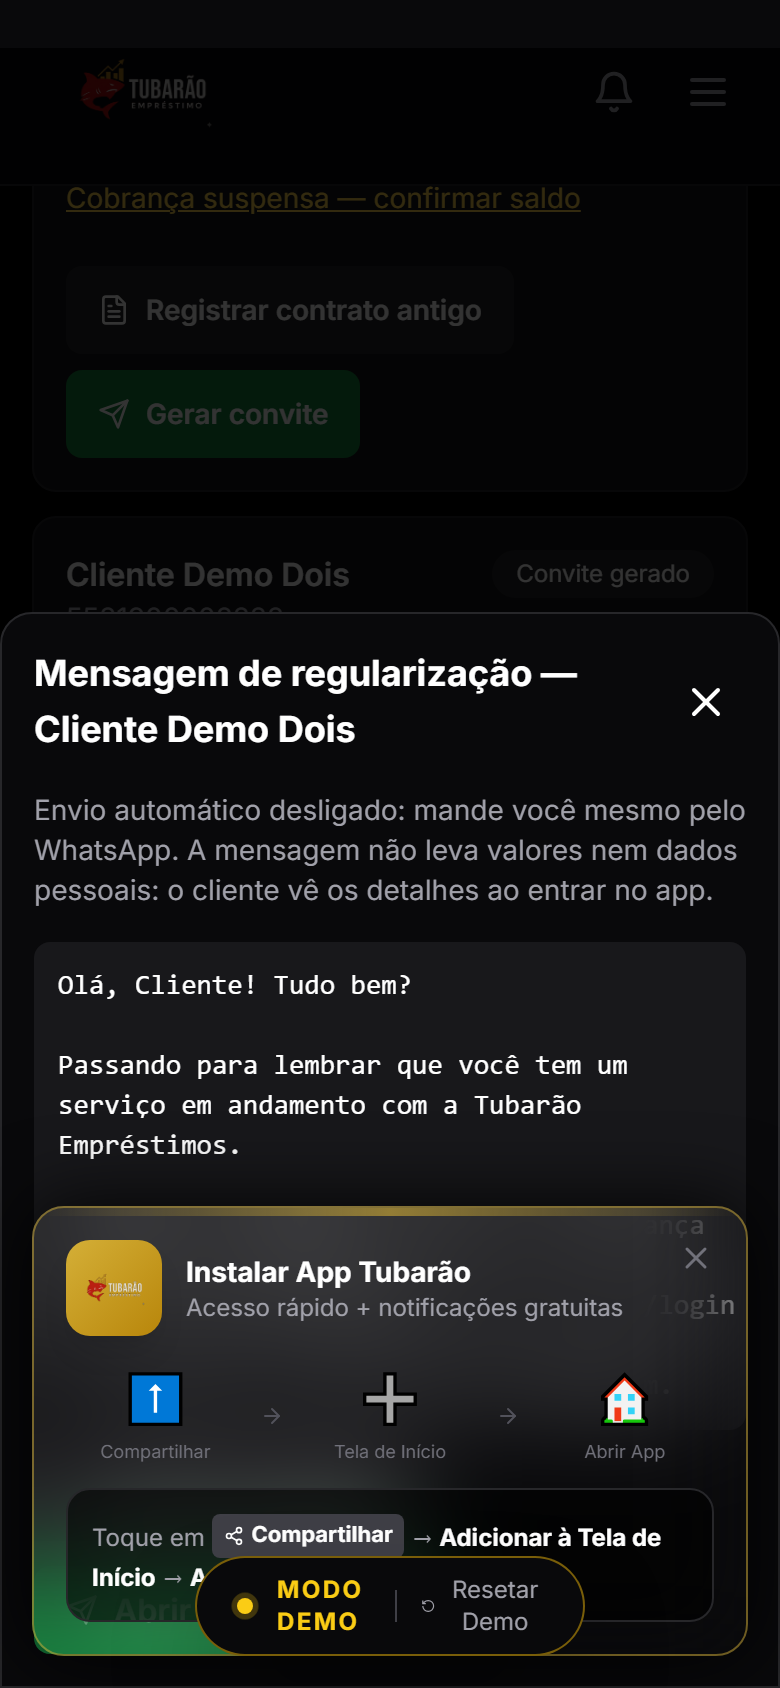 TUBARÃO
EMPRÉSTIMO
Cobrança suspensa — confirmar saldo
Registrar contrato antigo
Gerar convite
Cliente Demo Dois
Convite gerado
Mensagem de regularização —
Cliente Demo Dois
Envio automático desligado: mande você mesmo pelo
WhatsApp. A mensagem não leva valores nem dados
pessoais: o cliente vê os detalhes ao entrar no app.
Olá, Cliente! Tudo bem?
Passando para lembrar que você tem um
serviço em andamento com a Tubarão
Empréstimos.
ança
TUBARÃO
Instalar App Tubarão
Acesso rápido + notificações gratuitas
/login
Compartilhar → Tela de Início → Abrir App
Toque em Compartilhar → Adicionar à Tela de
Início → A
Abrir
MODO
DEMO
Resetar
Demo